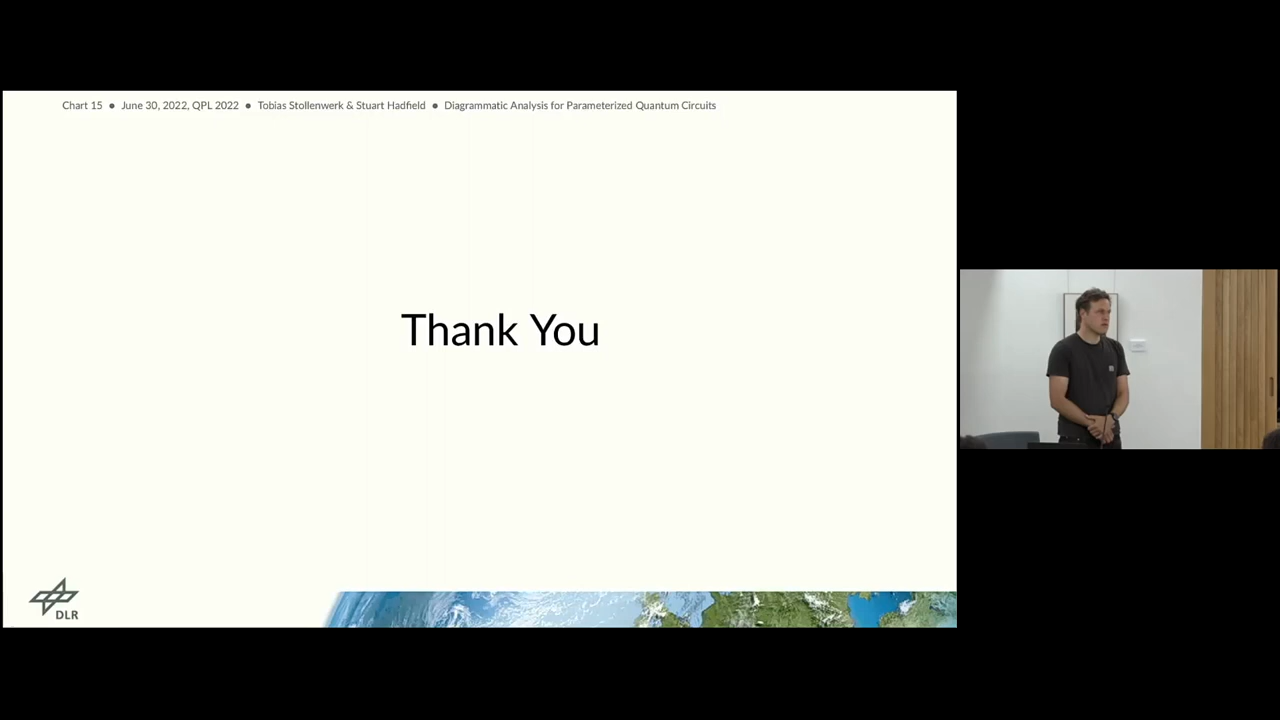 Chart 15 ● June 30, 2022, QPL 2022 ● Tobias Stollenwerk & Stuart Hadfield ● Diagrammatic Analysis for Parameterized Quantum Circuits
Thank You
DLR